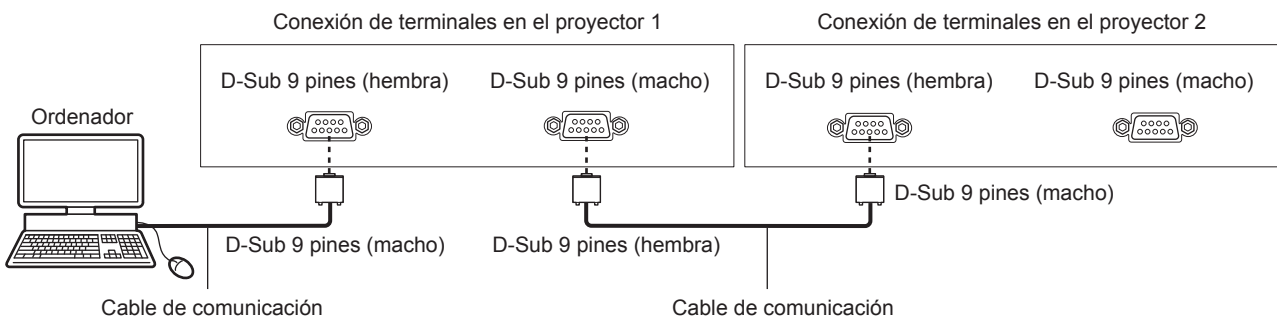 Conexión de terminales en el proyector 1
Conexión de terminales en el proyector 2
D-Sub 9 pines (hembra)
D-Sub 9 pines (macho)
D-Sub 9 pines (hembra)
D-Sub 9 pines (macho)
Ordenador
D-Sub 9 pines (macho)
D-Sub 9 pines (macho)
D-Sub 9 pines (hembra)
Cable de comunicación
Cable de comunicación